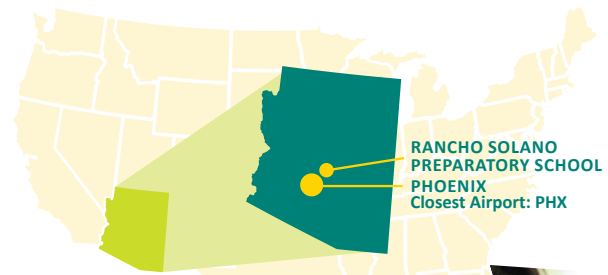 RANCHO SOLANO
PREPARATORY SCHOOL
PHOENIX
Closest Airport: PHX